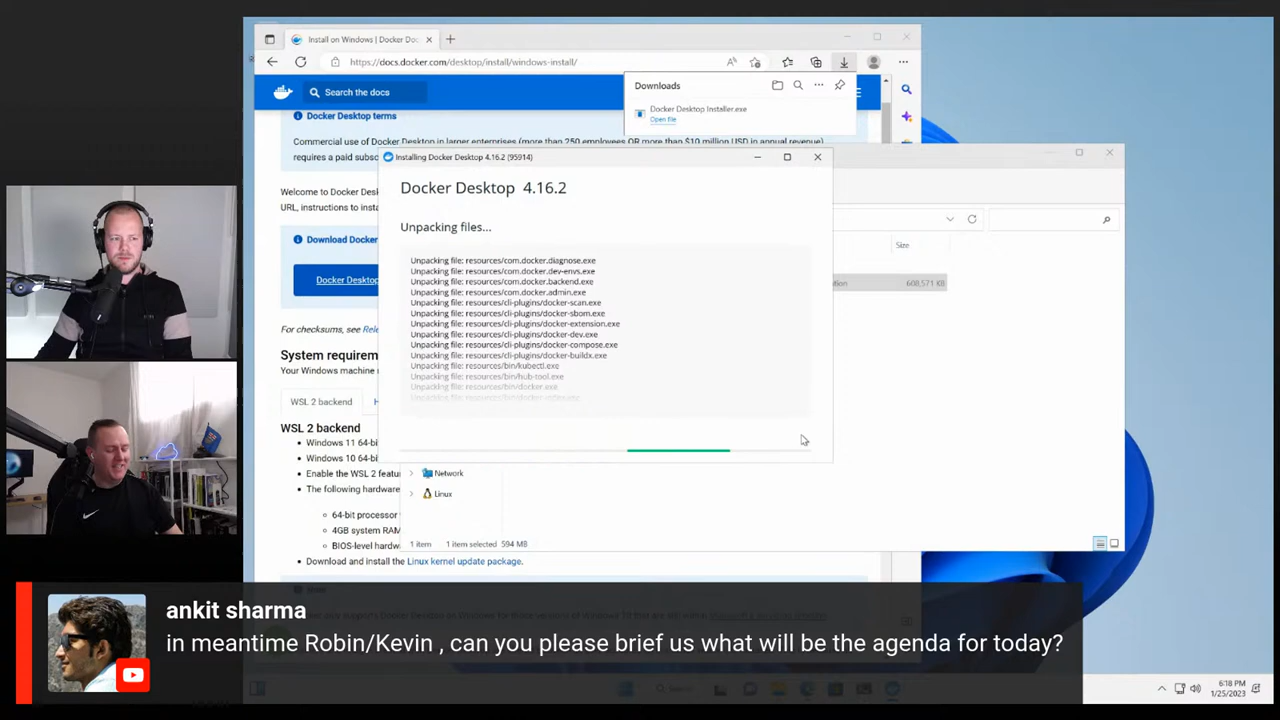 Install on Windows | Docker Do
https://docs.docker.com/desktop/install/windows-install/
Search the docs
Downloads
Docker Desktop Installer.exe
Open file
Docker Desktop terms
Commercial use of Docker Desktop in larger enterprises (more than 250 employees OR more than $10 million USD in annual revenue)
requires a paid subsc
Installing Docker Desktop 4.16.2 (95914)
Docker Desktop 4.16.2
Unpacking files...
Unpacking file: resources/com.docker.diagnose.exe
Unpacking file: resources/com.docker.dev-envs.exe
Unpacking file: resources/com.docker.backend.exe
Unpacking file: resources/com.docker.admin.exe
Unpacking file: resources/cli-plugins/docker-scan.exe
Unpacking file: resources/cli-plugins/docker-sbom.exe
Unpacking file: resources/cli-plugins/docker-extension.exe
Unpacking file: resources/cli-plugins/docker-dev.exe
Unpacking file: resources/cli-plugins/docker-compose.exe
Unpacking file: resources/cli-plugins/docker-buildx.exe
Unpacking file: resources/bin/kubectl.exe
Unpacking file: resources/bin/hub-tool.exe
Unpacking file: resources/bin/docker.exe
Welcome to Docker Des
URL, instructions to insta
Download Docker
Docker Desktop
For checksums, see Rele
System requirem
Your Windows machine
WSL 2 backend
H
WSL 2 backend
Windows 11 64-bi
Windows 10 64-bi
Enable the WSL 2 featu
The following hardware
64-bit processor
4GB system RAM
BIOS-level hardw
Download and install the Linux kernel update package.
Size
608,571 KB
Network
Linux
1 item
1 item selected 594 MB
ankit sharma
in meantime Robin/Kevin , can you please brief us what will be the agenda for today?
6:18 PM
1/25/2023